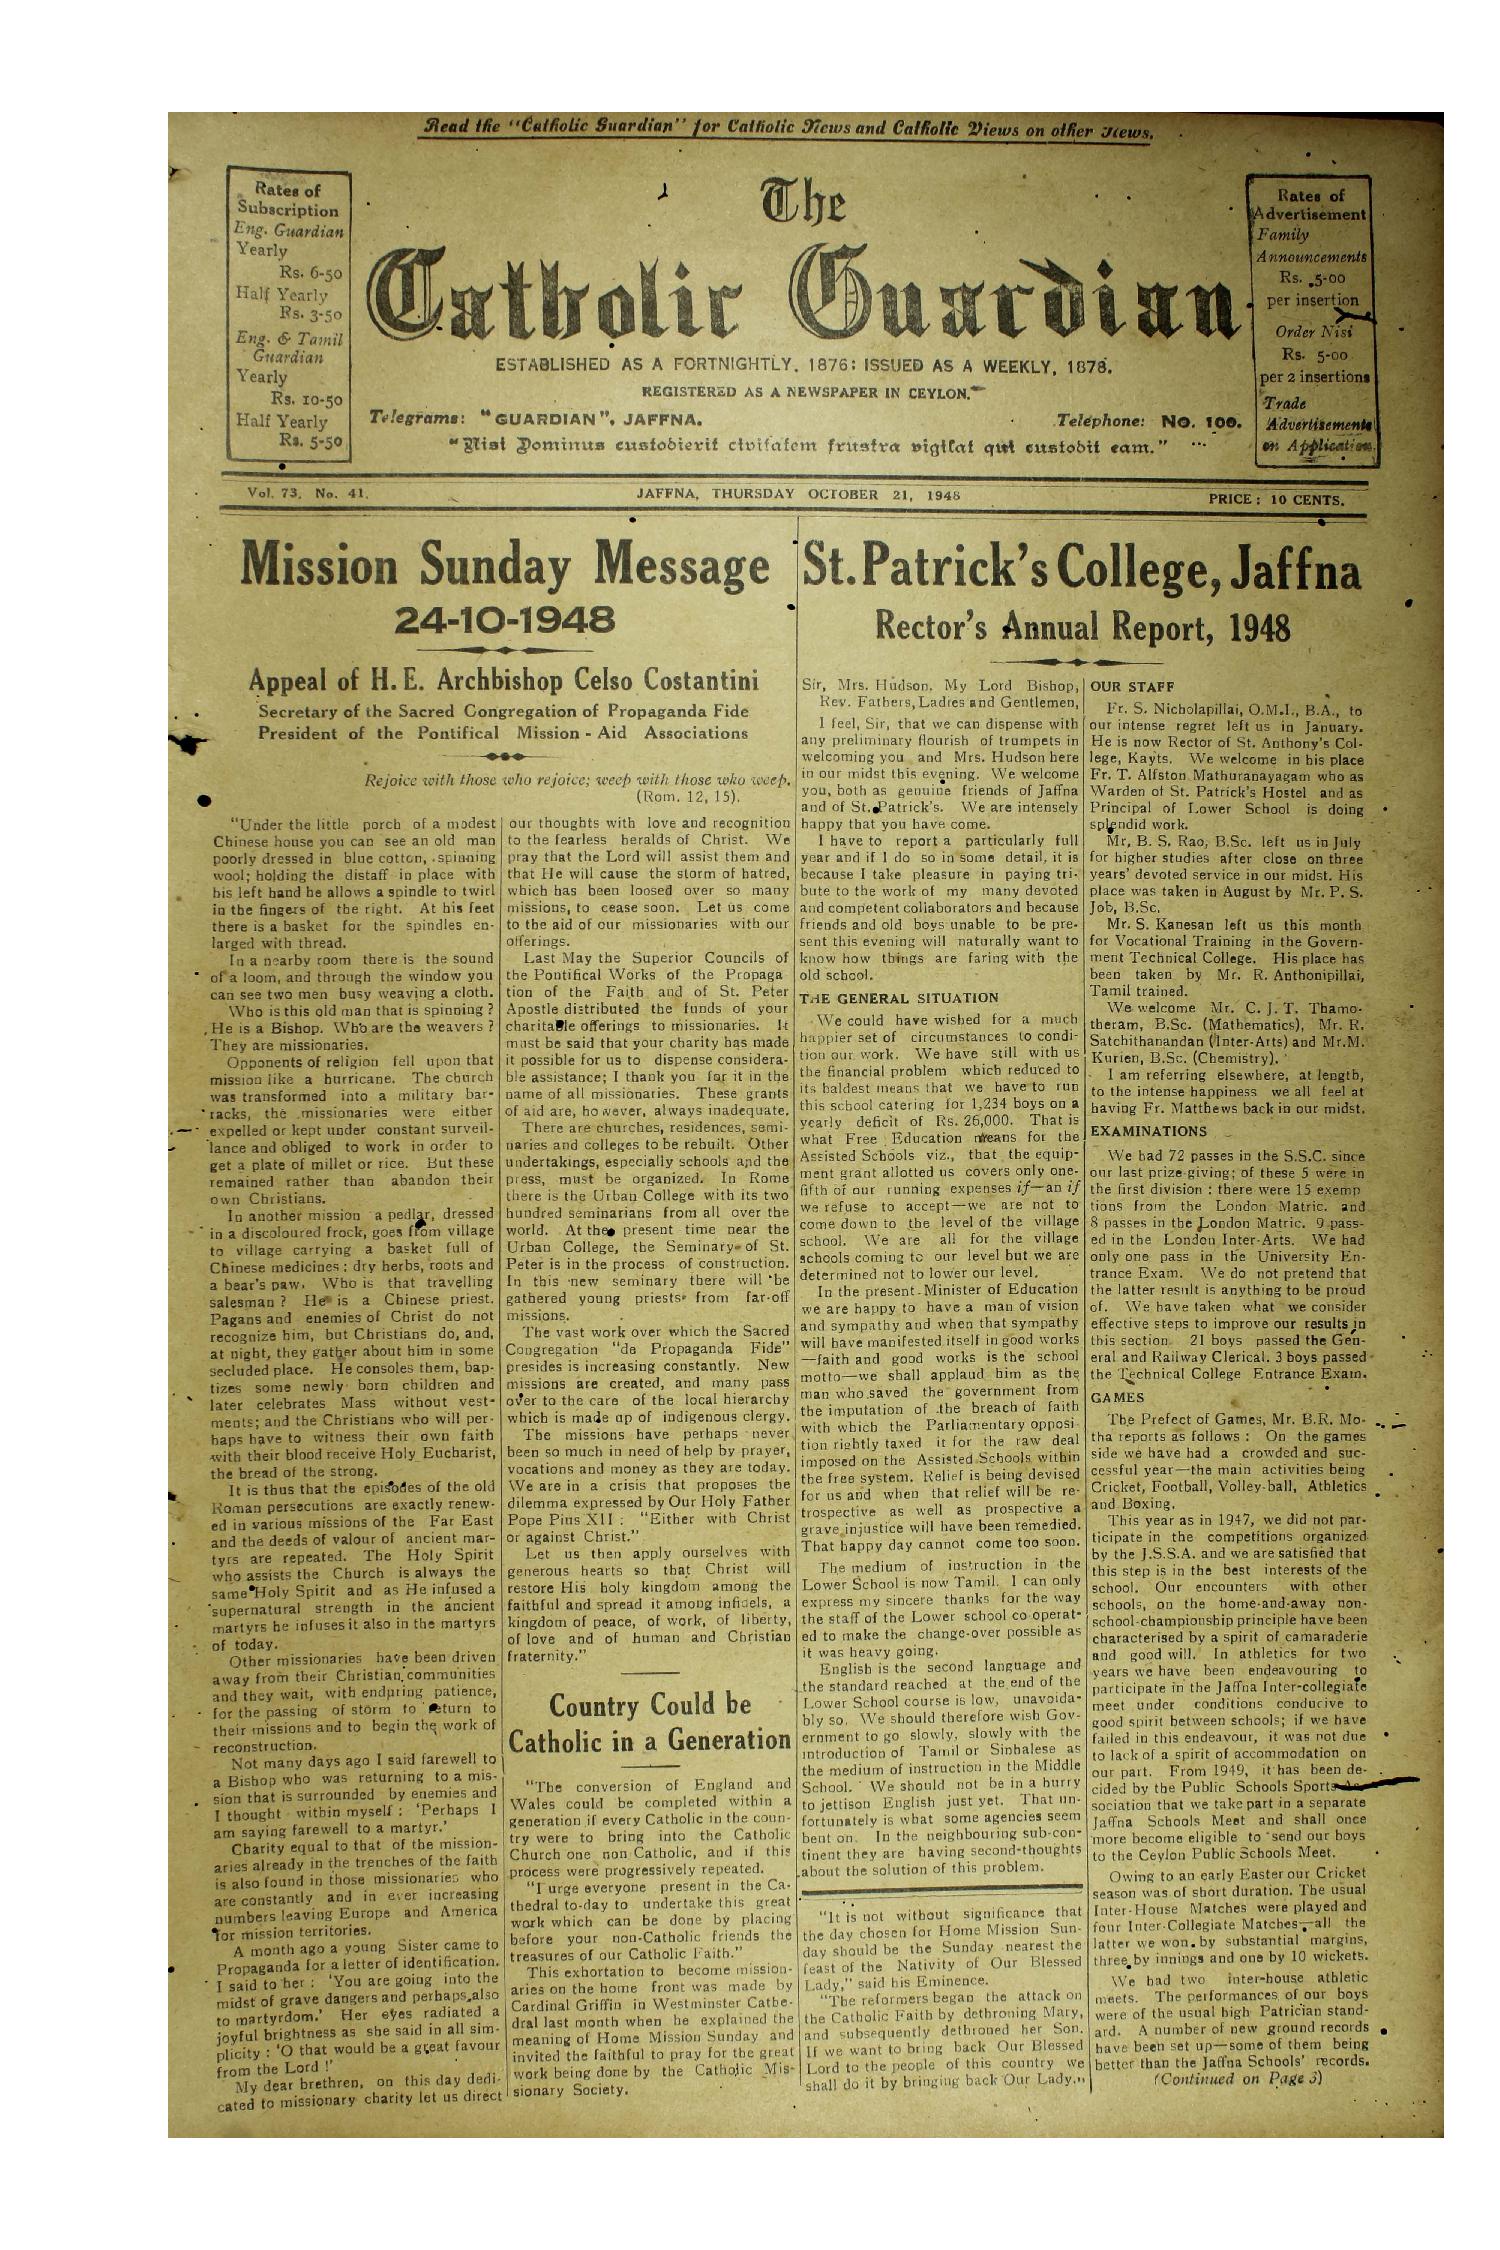 Read the "Catholic Guardian" for Catholic News and Catholic Views on other News.
Rates of
Subscription
Eng. Guardian
Yearly
Rs. 6-50
Half Yearly
Rs. 3-50
Eng. & Tamil
Guardian
Yearly
Rs. 10-50
Half Yearly
Rs. 5-50
The
Catholic Guardian
ESTABLISHED AS A FORTNIGHTLY, 1876: ISSUED AS A WEEKLY, 1878.
REGISTERED AS A NEWSPAPER IN CEYLON.
Telegrams: "GUARDIAN", JAFFNA.
Telephone: No. 100.
"Nisi Dominus custodierit civitatem frustra vigilat qui custodit eam."
Rates of
Advertisement
Family
Announcements
Rs. 5-00
per insertion
Order Nisi
Rs. 5-00
per 2 insertions
Trade
Advertisements
on Application
Vol. 73. No. 41.
JAFFNA, THURSDAY OCTOBER 21, 1948
PRICE: 10 CENTS.
Mission Sunday Message
24-10-1948
Appeal of H. E. Archbishop Celso Costantini
Secretary of the Sacred Congregation of Propaganda Fide
President of the Pontifical Mission - Aid Associations
Rejoice with those who rejoice; weep with those who weep.
(Rom. 12, 15).
"Under the little porch of a modest
Chinese house you can see an old man
poorly dressed in blue cotton, spinning
wool; holding the distaff in place with
his left hand he allows a spindle to twirl
in the fingers of the right. At his feet
there is a basket for the spindles en-
larged with thread.
In a nearby room there is the sound
of a loom, and through the window you
can see two men busy weaving a cloth.
Who is this old man that is spinning?
He is a Bishop. Who are the weavers?
They are missionaries.
Opponents of religion fell upon that
mission like a hurricane. The church
was transformed into a military bar-
racks, the missionaries were either
expelled or kept under constant surveil-
lance and obliged to work in order to
get a plate of millet or rice. But these
remained rather than abandon their
own Christians.
In another mission a pedlar, dressed
in a discoloured frock, goes from village
to village carrying a basket full of
Chinese medicines: dry herbs, roots and
a bear's paw. Who is that travelling
salesman? He is a Chinese priest.
Pagans and enemies of Christ do not
recognize him, but Christians do, and,
at night, they gather about him in some
secluded place. He consoles them, bap-
tizes some newly born children and
later celebrates Mass without vest-
ments; and the Christians who will per-
haps have to witness their own faith
with their blood receive Holy Eucharist,
the bread of the strong.
It is thus that the episodes of the old
Roman persecutions are exactly renew-
ed in various missions of the Far East
and the deeds of valour of ancient mar-
tyrs are repeated. The Holy Spirit
who assists the Church is always the
same Holy Spirit and as He infused a
supernatural strength in the ancient
martyrs he infuses it also in the martyrs
of today.
Other missionaries have been driven
away from their Christian communities
and they wait, with enduring patience,
for the passing of storm to return to
their missions and to begin the work of
reconstruction.
Not many days ago I said farewell to
a Bishop who was returning to a mis-
sion that is surrounded by enemies and
I thought within myself: 'Perhaps I
am saying farewell to a martyr.'
Charity equal to that of the mission-
aries already in the trenches of the faith
is also found in those missionaries who
are constantly and in ever increasing
numbers leaving Europe and America
for mission territories.
A month ago a young Sister came to
Propaganda for a letter of identification.
I said to her: 'You are going into the
midst of grave dangers and perhaps also
to martyrdom.' Her eyes radiated a
joyful brightness as she said in all sim-
plicity: 'O that would be a great favour
from the Lord!'
My dear brethren, on this day dedi-
cated to missionary charity let us direct
our thoughts with love and recognition
to the fearless heralds of Christ. We
pray that the Lord will assist them and
that He will cause the storm of hatred,
which has been loosed over so many
missions, to cease soon. Let us come
to the aid of our missionaries with our
offerings.
Last May the Superior Councils of
the Pontifical Works of the Propaga
tion of the Faith and of St. Peter
Apostle distributed the funds of your
charitable offerings to missionaries. It
must be said that your charity has made
it possible for us to dispense considera-
ble assistance; I thank you for it in the
name of all missionaries. These grants
of aid are, however, always inadequate.
There are churches, residences, semi-
naries and colleges to be rebuilt. Other
undertakings, especially schools and the
press, must be organized. In Rome
there is the Urban College with its two
hundred seminarians from all over the
world. At the present time near the
Urban College, the Seminary of St.
Peter is in the process of construction.
In this new seminary there will be
gathered young priests from far-off
missions.
The vast work over which the Sacred
Congregation "de Propaganda Fide"
presides is increasing constantly. New
missions are created, and many pass
over to the care of the local hierarchy
which is made up of indigenous clergy.
The missions have perhaps never
been so much in need of help by prayer,
vocations and money as they are today.
We are in a crisis that proposes the
dilemma expressed by Our Holy Father
Pope Pius XII: "Either with Christ
or against Christ."
Let us then apply ourselves with
generous hearts so that Christ will
restore His holy kingdom among the
faithful and spread it among infidels, a
kingdom of peace, of work, of liberty,
of love and of human and Christian
fraternity."
Country Could be
Catholic in a Generation
"The conversion of England and
Wales could be completed within a
generation if every Catholic in the coun-
try were to bring into the Catholic
Church one non Catholic, and if this
process were progressively repeated.
"I urge everyone present in the Ca-
thedral to-day to undertake this great
work which can be done by placing
before your non-Catholic friends the
treasures of our Catholic Faith."
This exhortation to become mission-
aries on the home front was made by
Cardinal Griffin in Westminster Cathe-
dral last month when he explained the
meaning of Home Mission Sunday and
invited the faithful to pray for the great
work being done by the Catholic Mis-
sionary Society.
St. Patrick's College, Jaffna
Rector's Annual Report, 1948
Sir, Mrs. Hudson, My Lord Bishop,
Rev. Fathers, Ladies and Gentlemen,
I feel, Sir, that we can dispense with
any preliminary flourish of trumpets in
welcoming you and Mrs. Hudson here
in our midst this evening. We welcome
you, both as genuine friends of Jaffna
and of St. Patrick's. We are intensely
happy that you have come.
I have to report a particularly full
year and if I do so in some detail, it is
because I take pleasure in paying tri-
bute to the work of my many devoted
and competent collaborators and because
friends and old boys unable to be pre-
sent this evening will naturally want to
know how things are faring with the
old school.
THE GENERAL SITUATION
We could have wished for a much
happier set of circumstances to condi-
tion our work. We have still with us
the financial problem which reduced to
its baldest means that we have to run
this school catering for 1,234 boys on a
yearly deficit of Rs. 26,000. That is
what Free Education means for the
Assisted Schools viz., that the equip-
ment grant allotted us covers only one-
fifth of our running expenses if—an if
we refuse to accept—we are not to
come down to the level of the village
school. We are all for the village
schools coming to our level but we are
determined not to lower our level.
In the present Minister of Education
we are happy to have a man of vision
and sympathy and when that sympathy
will have manifested itself in good works
—faith and good works is the school
motto—we shall applaud him as the
man who saved the government from
the imputation of the breach of faith
with which the Parliamentary opposi-
tion rightly taxed it for the raw deal
imposed on the Assisted Schools within
the free system. Relief is being devised
for us and when that relief will be re-
trospective as well as prospective a
grave injustice will have been remedied.
That happy day cannot come too soon.
The medium of instruction in the
Lower School is now Tamil. I can only
express my sincere thanks for the way
the staff of the Lower school co operat-
ed to make the change-over possible as
it was heavy going.
English is the second language and
the standard reached at the end of the
Lower School course is low, unavoida-
bly so. We should therefore wish Gov-
ernment to go slowly, slowly with the
introduction of Tamil or Sinhalese as
the medium of instruction in the Middle
School. We should not be in a hurry
to jettison English just yet. That un-
fortunately is what some agencies seem
bent on. In the neighbouring sub-con-
tinent they are having second-thoughts
about the solution of this problem.
"It is not without significance that
the day chosen for Home Mission Sun-
day should be the Sunday nearest the
feast of the Nativity of Our Blessed
Lady," said his Eminence.
"The reformers began the attack on
the Catholic Faith by dethroning Mary,
and subsequently dethroned her Son.
If we want to bring back Our Blessed
Lord to the people of this country we
shall do it by bringing back Our Lady."
OUR STAFF
Fr. S. Nicholapillai, O.M.I., B.A., to
our intense regret left us in January.
He is now Rector of St. Anthony's Col-
lege, Kayts. We welcome in his place
Fr. T. Alfston Mathuranayagam who as
Warden of St. Patrick's Hostel and as
Principal of Lower School is doing
splendid work.
Mr. B. S. Rao, B.Sc. left us in July
for higher studies after close on three
years' devoted service in our midst. His
place was taken in August by Mr. P. S.
Job, B.Sc.
Mr. S. Kanesan left us this month
for Vocational Training in the Govern-
ment Technical College. His place has
been taken by Mr. R. Anthonipillai,
Tamil trained.
We welcome Mr. C. J. T. Thamo-
theram, B.Sc. (Mathematics), Mr. R.
Satchithanandan (Inter-Arts) and Mr.M.
Kurien, B.Sc. (Chemistry).
I am referring elsewhere, at length,
to the intense happiness we all feel at
having Fr. Matthews back in our midst.
EXAMINATIONS
We had 72 passes in the S.S.C. since
our last prize-giving; of these 5 were in
the first division: there were 15 exemp
tions from the London Matric. and
8 passes in the London Matric. 9 pass-
ed in the London Inter-Arts. We had
only one pass in the University En-
trance Exam. We do not pretend that
the latter result is anything to be proud
of. We have taken what we consider
effective steps to improve our results in
this section. 21 boys passed the Gen-
eral and Railway Clerical. 3 boys passed
the Technical College Entrance Exam.
GAMES
The Prefect of Games, Mr. B.R. Mo-
tha reports as follows: On the games
side we have had a crowded and suc-
cessful year—the main activities being
Cricket, Football, Volley-ball, Athletics
and Boxing.
This year as in 1947, we did not par-
ticipate in the competitions organized
by the J.S.S.A. and we are satisfied that
this step is in the best interests of the
school. Our encounters with other
schools, on the home-and-away non-
school-championship principle have been
characterised by a spirit of camaraderie
and good will. In athletics for two
years we have been endeavouring to
participate in the Jaffna Inter-collegiate
meet under conditions conducive to
good spirit between schools; if we have
failed in this endeavour, it was not due
to lack of a spirit of accommodation on
our part. From 1949, it has been de-
cided by the Public Schools Sports As-
sociation that we take part in a separate
Jaffna Schools Meet and shall once
more become eligible to send our boys
to the Ceylon Public Schools Meet.
Owing to an early Easter our Cricket
season was of short duration. The usual
Inter-House Matches were played and
four Inter-Collegiate Matches—all the
latter we won by substantial margins,
three by innings and one by 10 wickets.
We had two inter-house athletic
meets. The performances of our boys
were of the usual high Patrician stand-
ard. A number of new ground records
have been set up—some of them being
better than the Jaffna Schools' records.
(Continued on Page 3)